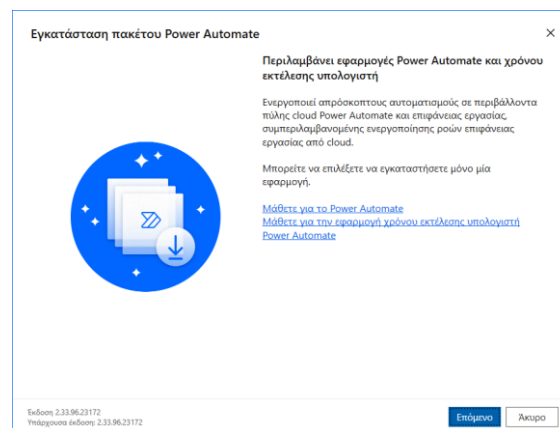 Εγκατάσταση πακέτου Power Automate
Περιλαμβάνει εφαρμογές Power Automate και χρόνου
εκτέλεσης υπολογιστή
Ενεργοποιεί απρόσκοπτους αυτοματισμούς σε περιβάλλοντα
πύλης cloud Power Automate και επιφάνειας εργασίας,
συμπεριλαμβανομένης ενεργοποίησης ροών επιφάνειας
εργασίας από cloud.
Μπορείτε να επιλέξετε να εγκαταστήσετε μόνο μία
εφαρμογή.
Μάθετε για το Power Automate
Μάθετε για την εφαρμογή χρόνου εκτέλεσης υπολογιστή
Power Automate
Έκδοση 2.33.96.23172
Υπάρχουσα έκδοση: 2.33.96.23172
Επόμενο
Άκυρο